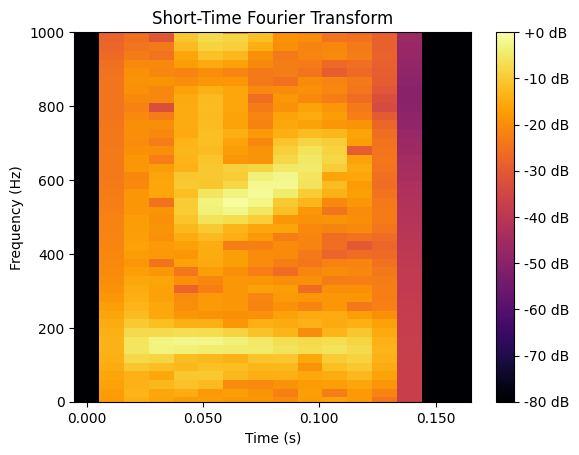 Short-Time Fourier Transform
1000
800
600
400
200
0
Frequency (Hz)
0.000
0.050
0.100
0.150
Time (s)
+0 dB
-10 dB
-20 dB
-30 dB
-40 dB
-50 dB
-60 dB
-70 dB
-80 dB